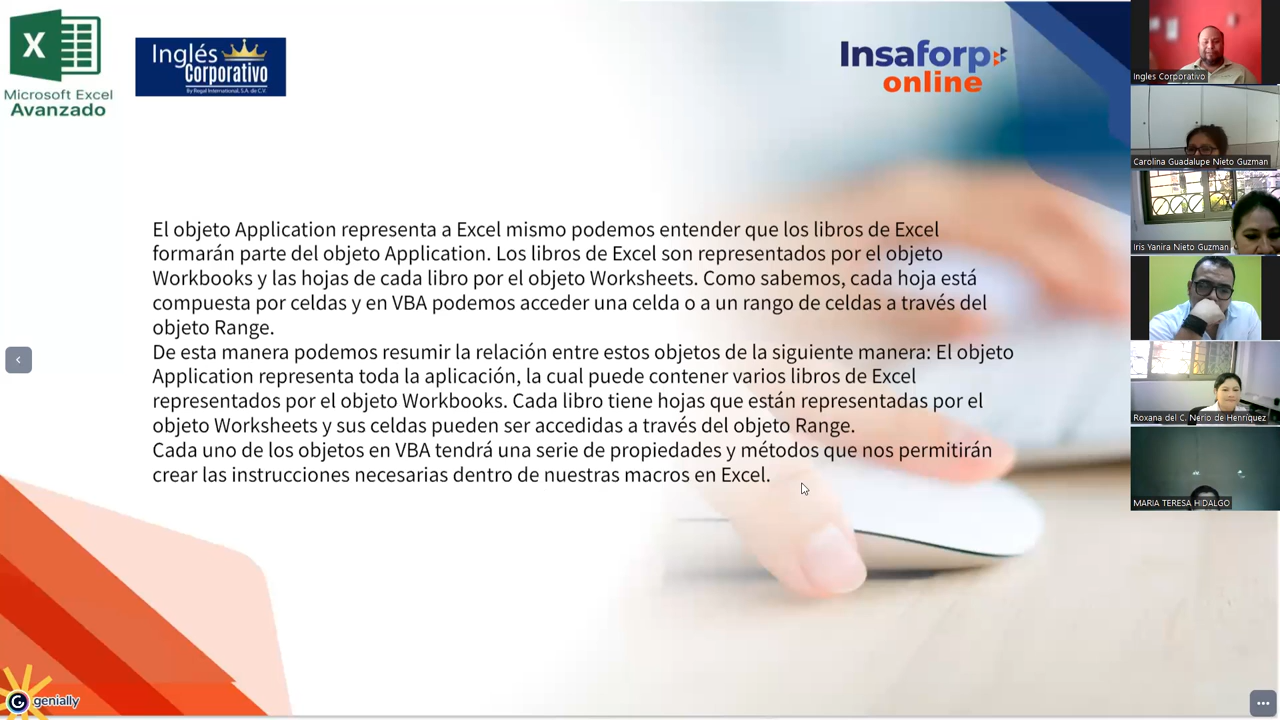 X
Microsoft Excel
Avanzado
Inglés
Corporativo
By Regal International, S.A. de C.V.
Insaforp
online
El objeto Application representa a Excel mismo podemos entender que los libros de Excel
formarán parte del objeto Application. Los libros de Excel son representados por el objeto
Workbooks y las hojas de cada libro por el objeto Worksheets. Como sabemos, cada hoja está
compuesta por celdas y en VBA podemos acceder una celda o a un rango de celdas a través del
objeto Range.
De esta manera podemos resumir la relación entre estos objetos de la siguiente manera: El objeto
Application representa toda la aplicación, la cual puede contener varios libros de Excel
representados por el objeto Workbooks. Cada libro tiene hojas que están representadas por el
objeto Worksheets y sus celdas pueden ser accedidas a través del objeto Range.
Cada uno de los objetos en VBA tendrá una serie de propiedades y métodos que nos permitirán
crear las instrucciones necesarias dentro de nuestras macros en Excel.
genially
Ingles Corporativo
Carolina Guadalupe Nieto Guzman
Iris Yanira Nieto Guzman
Roxana del C. Nerio de Henríquez
MARIA TERESA HIDALGO